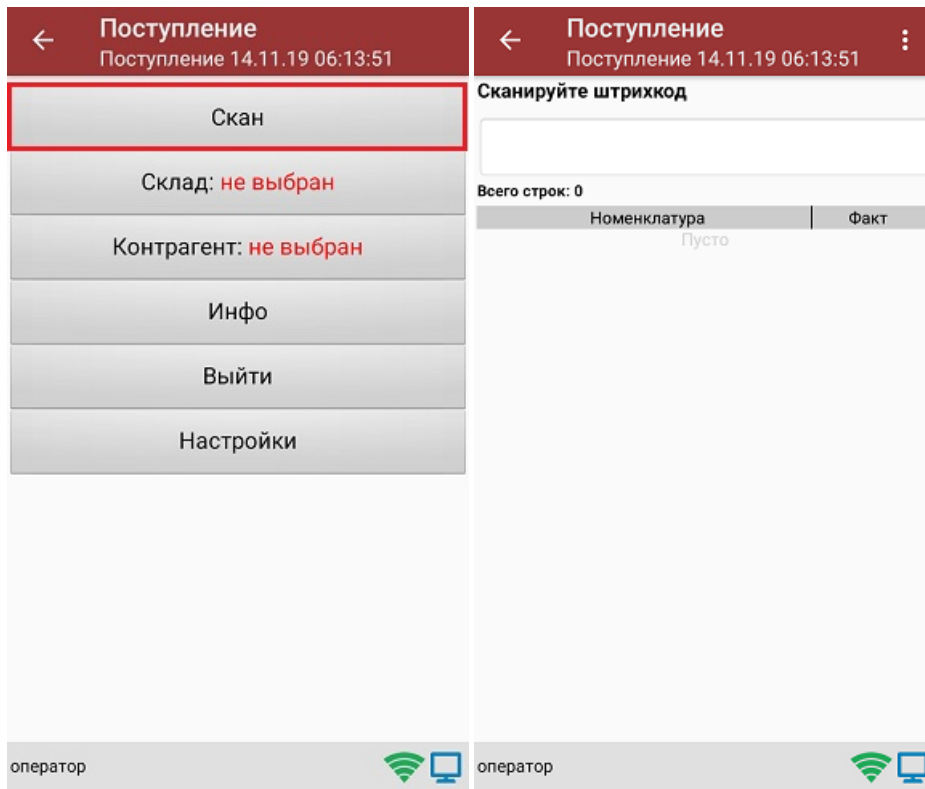 Поступление
Поступление 14.11.19 06:13:51
Скан
Склад: не выбран
Контрагент: не выбран
Инфо
Выйти
Настройки
оператор
Поступление
Поступление 14.11.19 06:13:51
Сканируйте штрихкод
Всего строк: 0
Номенклатура Факт
Пусто
оператор